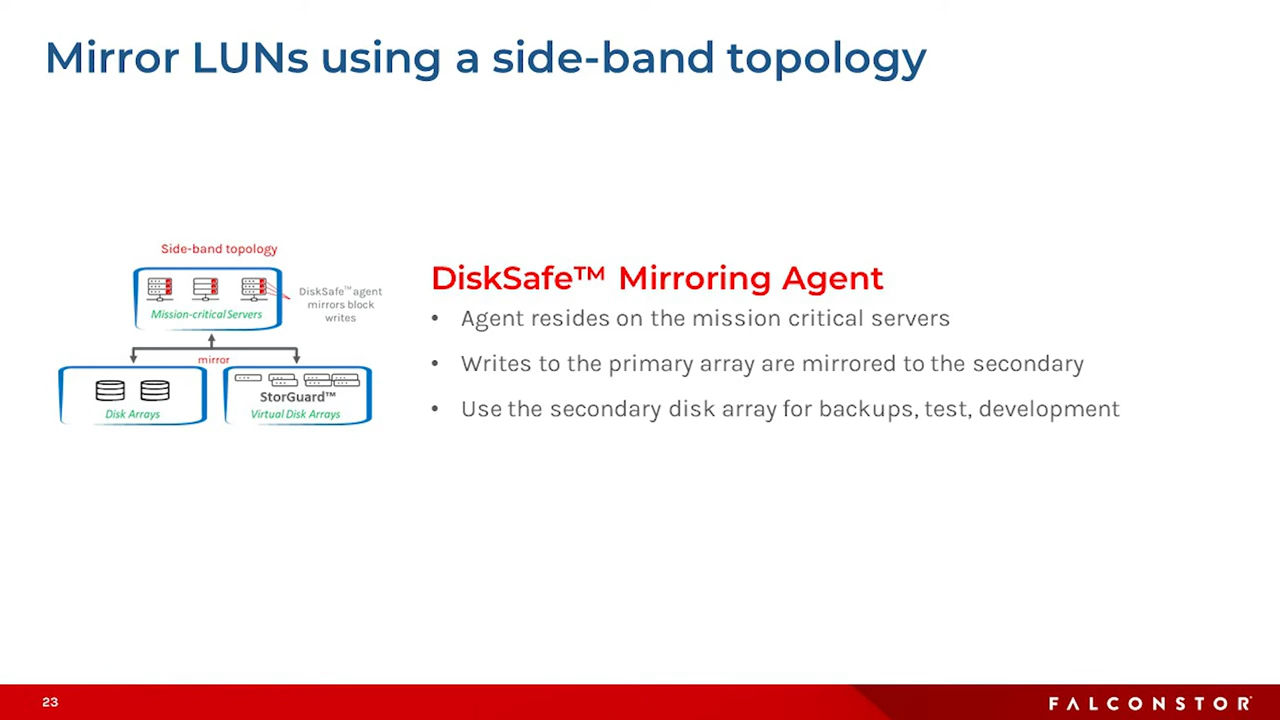 Mirror LUNs using a side-band topology
Side-band topology
Mission-critical Servers
DiskSafe™ agent
mirrors block
writes
mirror
Disk Arrays
StorGuard™
Virtual Disk Arrays
DiskSafe™ Mirroring Agent
• Agent resides on the mission critical servers
• Writes to the primary array are mirrored to the secondary
• Use the secondary disk array for backups, test, development
23
FALCONSTOR